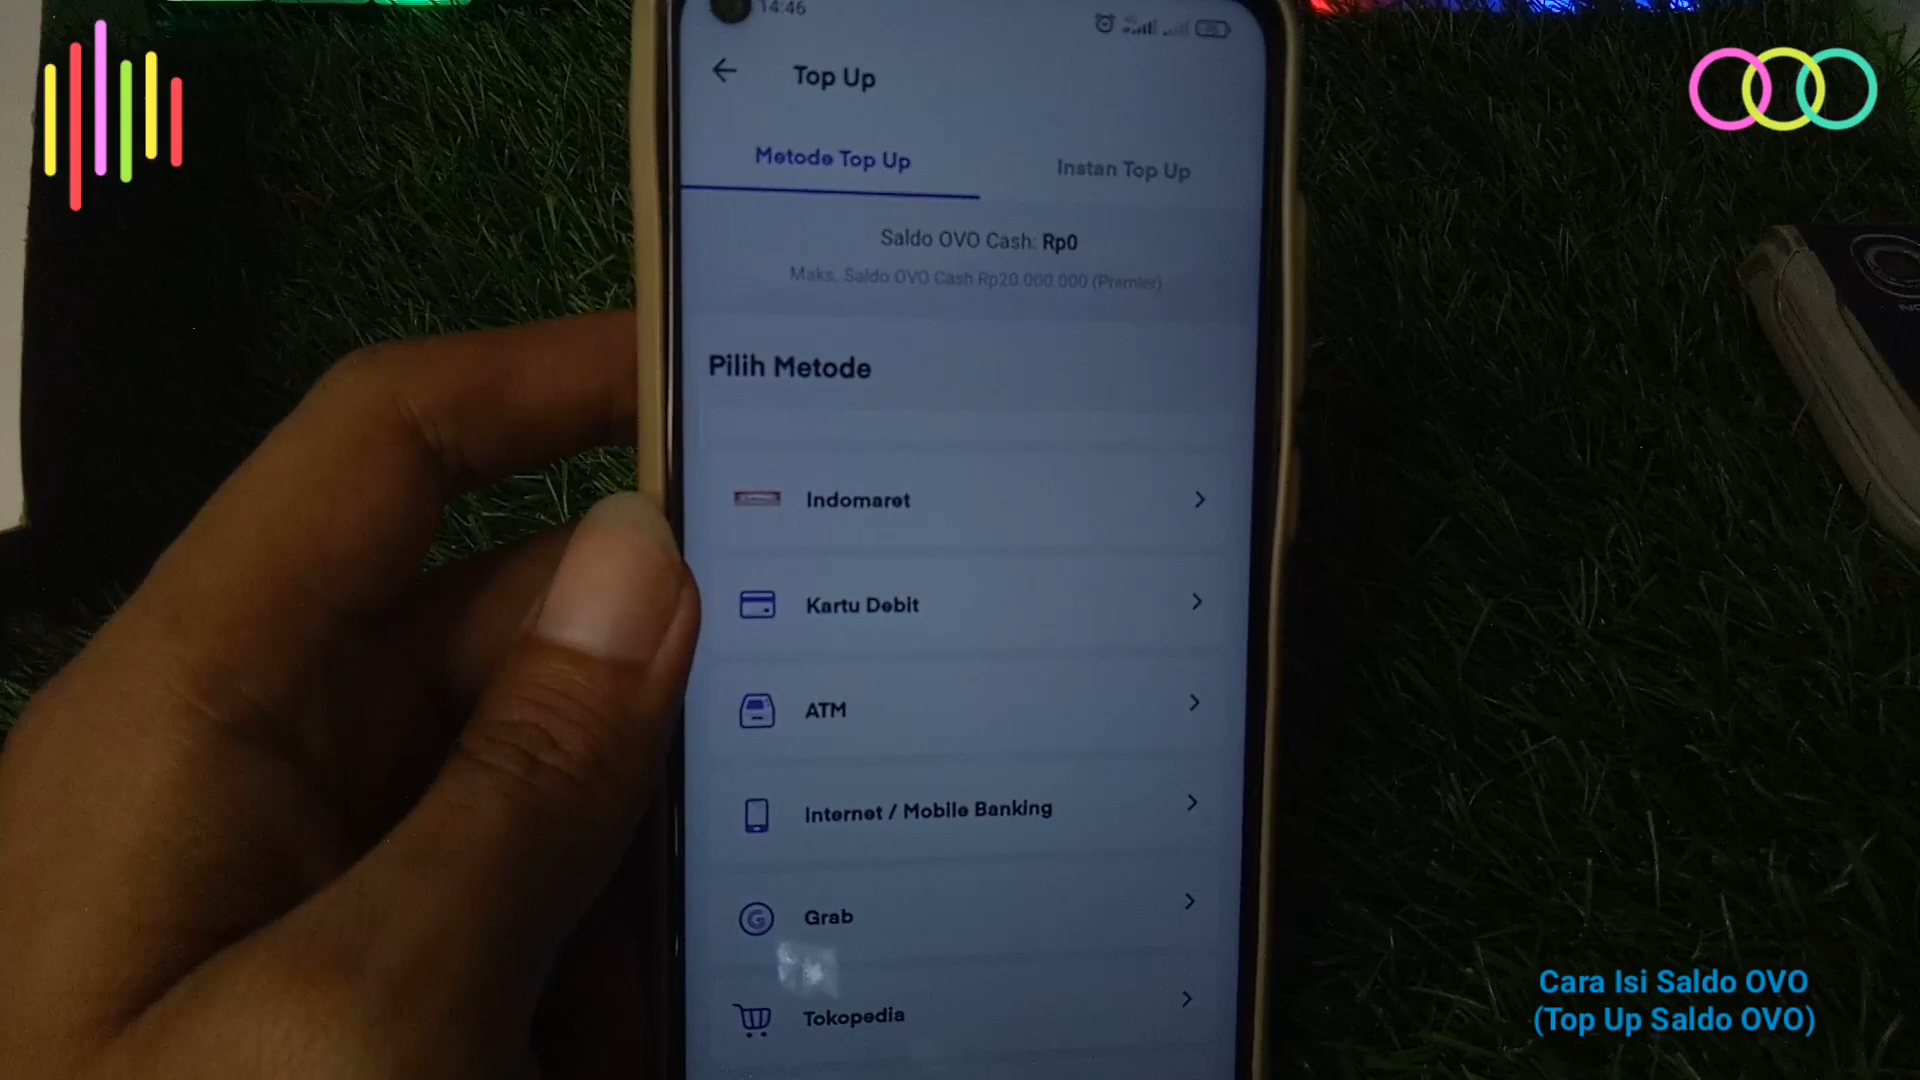 14:46
Top Up
Metode Top Up
Instan Top Up
Saldo OVO Cash: Rp0
Maks. Saldo OVO Cash Rp20.000.000 (Premier)
Pilih Metode
Indomaret
Kartu Debit
ATM
Internet / Mobile Banking
Grab
Tokopedia
Cara Isi Saldo OVO
(Top Up Saldo OVO)